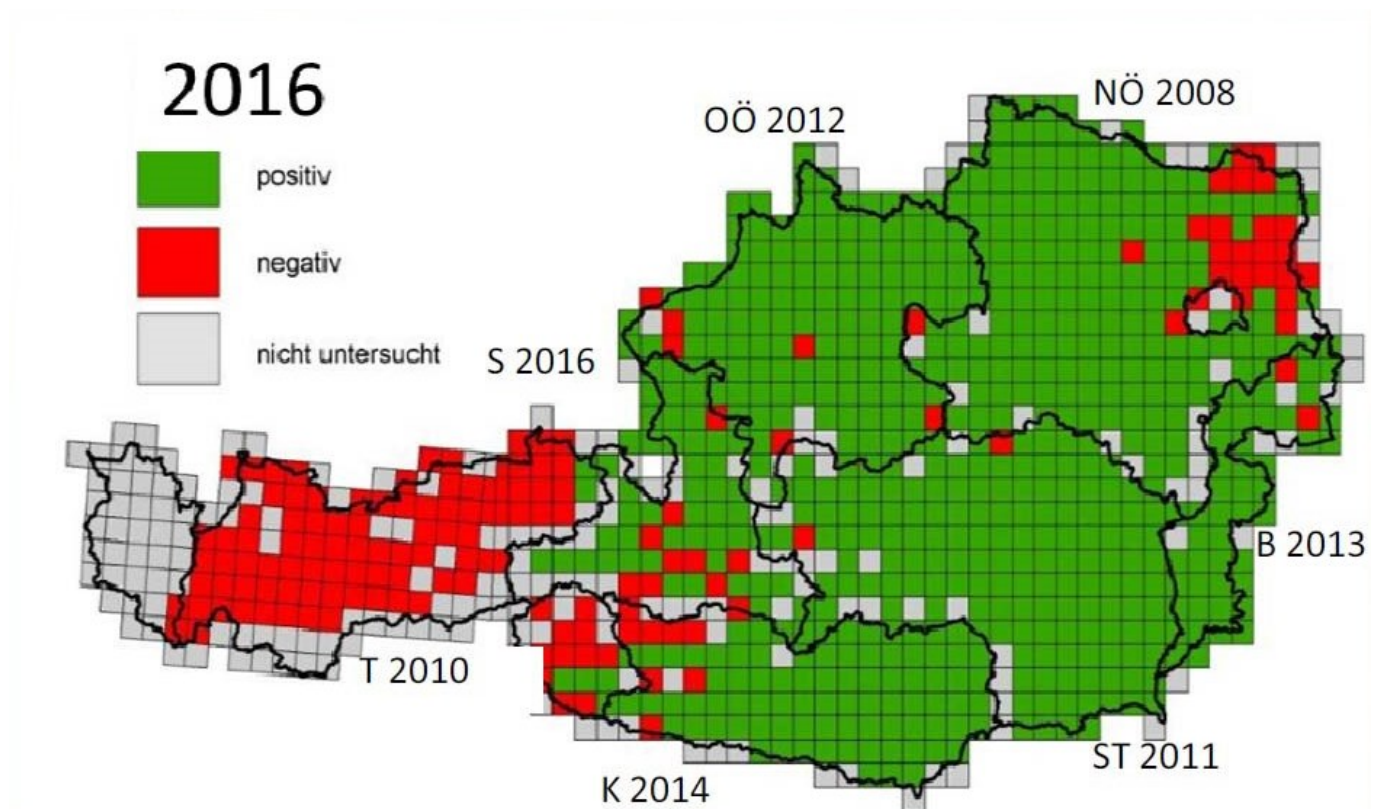 2016
positiv
negativ
nicht untersucht
NÖ 2008
OÖ 2012
S 2016
B 2013
T 2010
ST 2011
K 2014